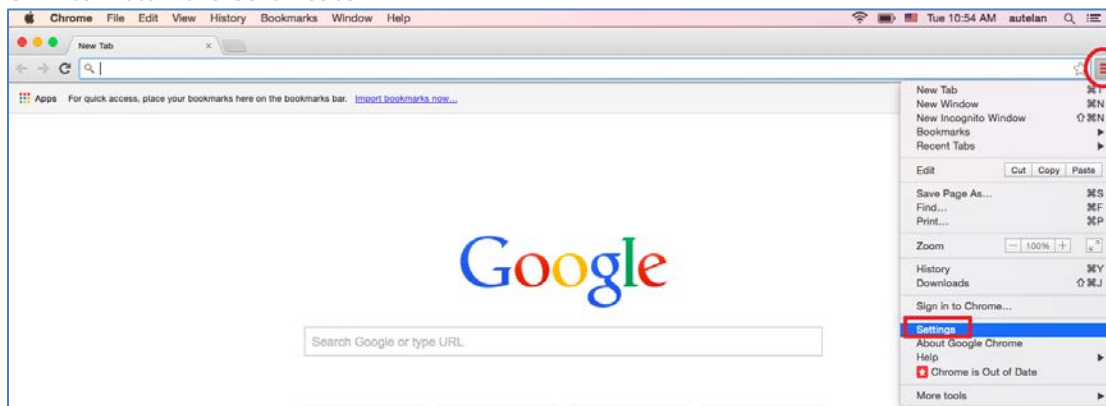 Chrome File Edit View History Bookmarks Window Help Tue 10:54 AM autelan
New Tab ×
Apps For quick access, place your bookmarks here on the bookmarks bar. Import bookmarks now...
New Tab ⌘T
New Window ⌘N
New Incognito Window ⇧⌘N
Bookmarks ▶
Recent Tabs ▶
Edit Cut Copy Paste
Save Page As... ⌘S
Find... ⌘F
Print... ⌘P
Zoom − 100% +
History ⌘Y
Downloads ⇧⌘J
Sign in to Chrome...
Settings
About Google Chrome
Help ▶
Chrome is Out of Date
More tools ▶
Google
Search Google or type URL